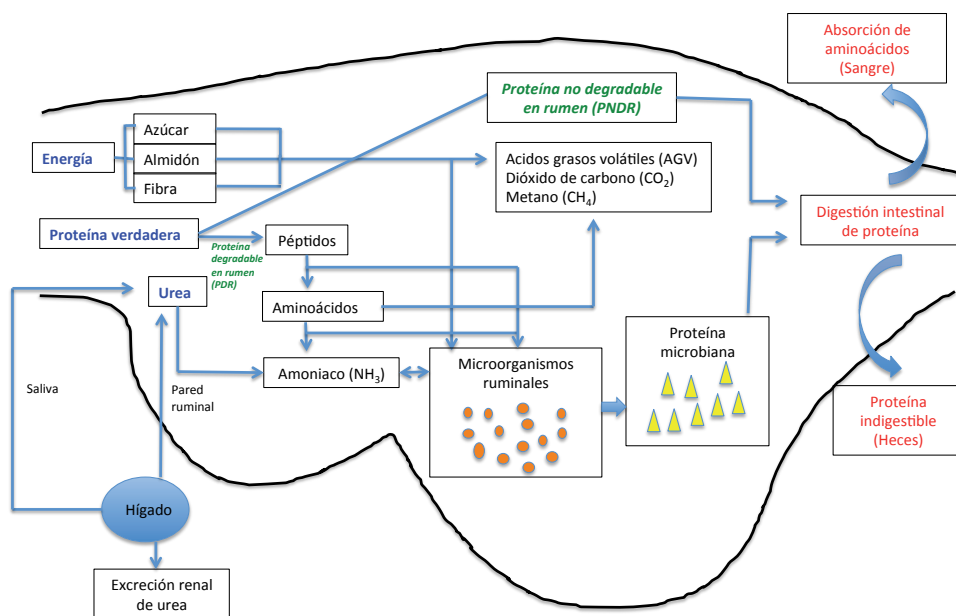 Absorción de
aminoácidos
(Sangre)
Proteína no degradable
en rumen (PNDR)
Azúcar
Energía
Almidón
Fibra
Acidos grasos volátiles (AGV)
Dióxido de carbono (CO₂)
Metano (CH₄)
Proteína verdadera
Proteína
degradable
en rumen
(PDR)
Péptidos
Digestión intestinal
de proteína
Urea
Aminoácidos
Proteína
microbiana
Saliva
Pared
ruminal
Amoniaco (NH₃)
Microorganismos
ruminales
Proteína
indigestible
(Heces)
Hígado
Excreción renal
de urea